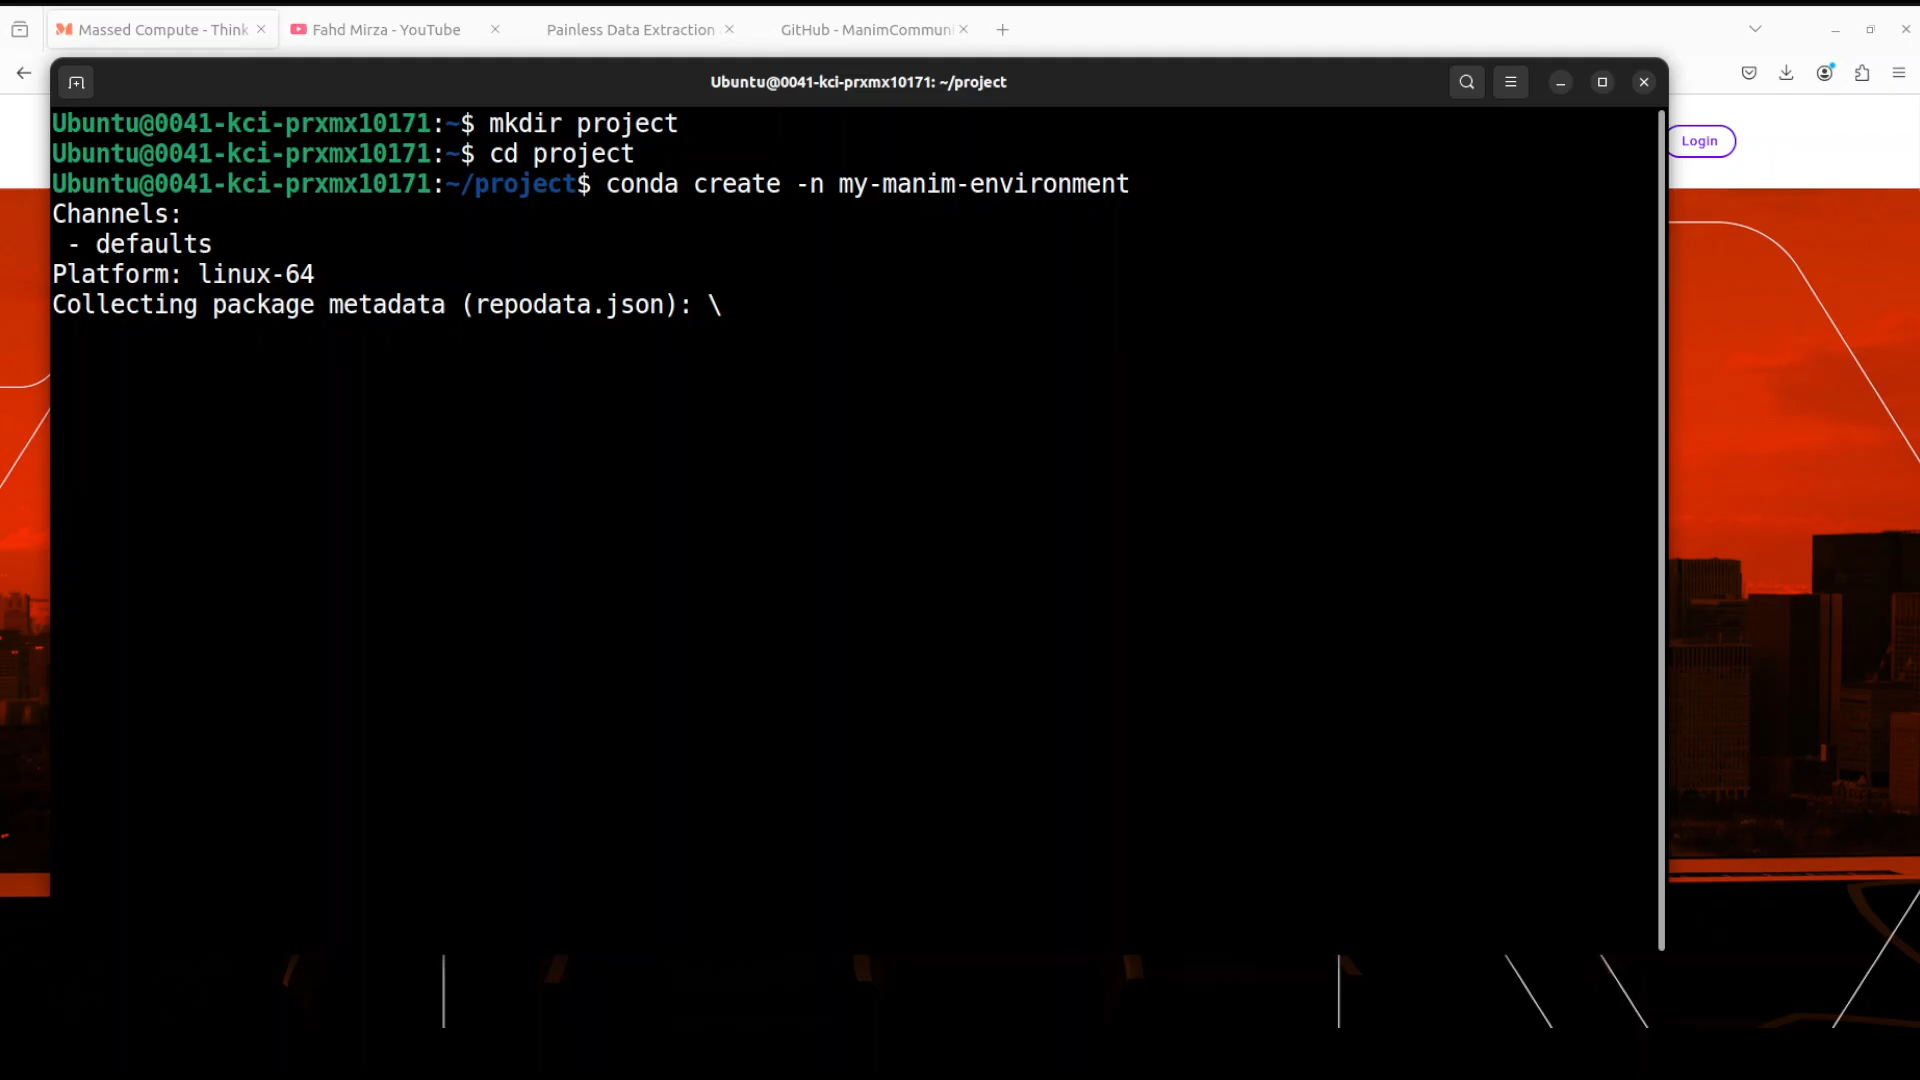 Massed Compute - Think
Fahd Mirza - YouTube
Painless Data Extraction
GitHub - ManimCommuni
Ubuntu@0041-kci-prxmx10171: ~/project
Login
Ubuntu@0041-kci-prxmx10171:~$ mkdir project
Ubuntu@0041-kci-prxmx10171:~$ cd project
Ubuntu@0041-kci-prxmx10171:~/project$ conda create -n my-manim-environment
Channels:
 - defaults
Platform: linux-64
Collecting package metadata (repodata.json): \